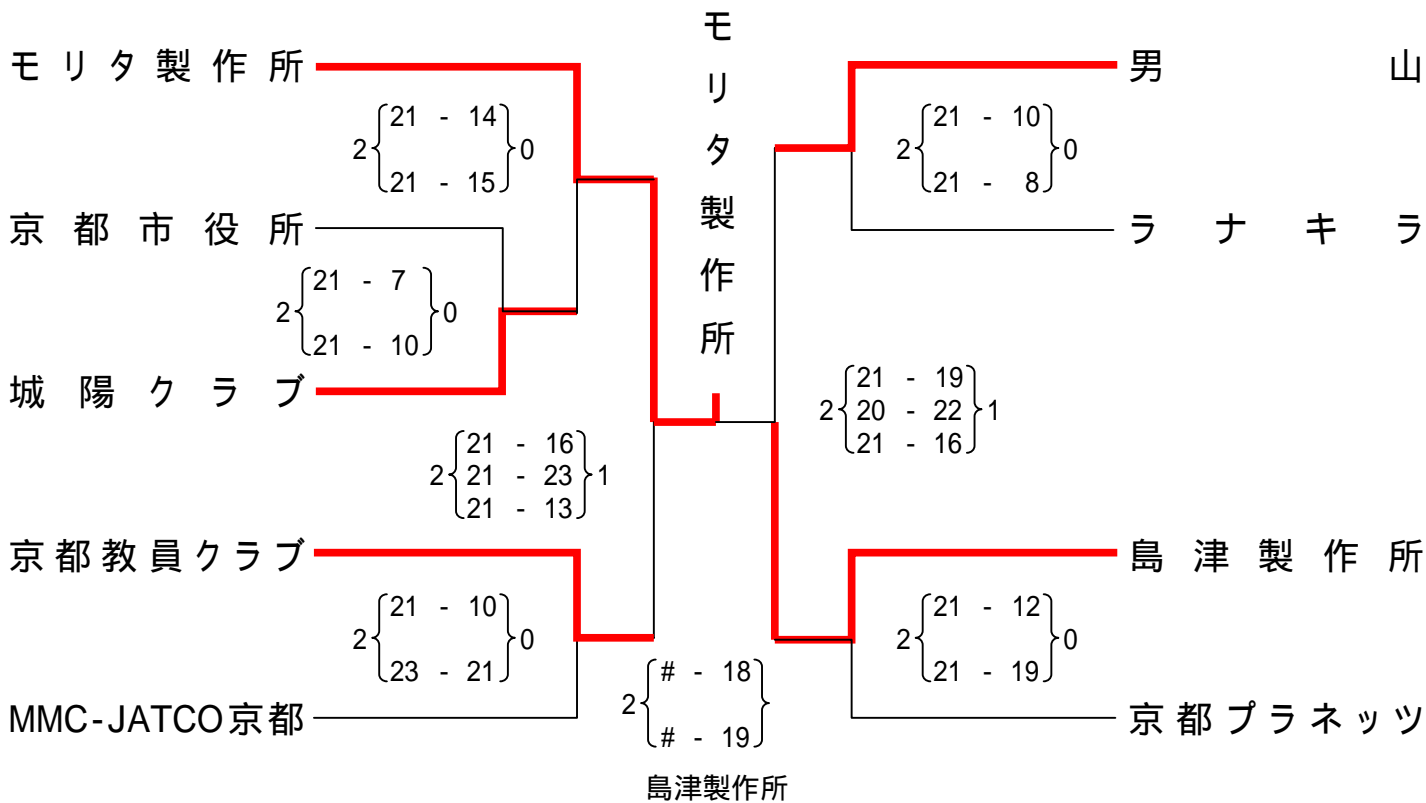 モリタ製作所
モリタ製作所
男山
21 - 14
2 0
21 - 15
21 - 10
2 0
21 - 8
京都市役所
ラナキラ
21 - 7
2 0
21 - 10
城陽クラブ
21 - 19
2 20 - 22 1
21 - 16
21 - 16
2 21 - 23 1
21 - 13
京都教員クラブ
島津製作所
21 - 10
2 0
23 - 21
21 - 12
2 0
21 - 19
# - 18
2
# - 19
MMC-JATCO京都
京都プラネッツ
島津製作所